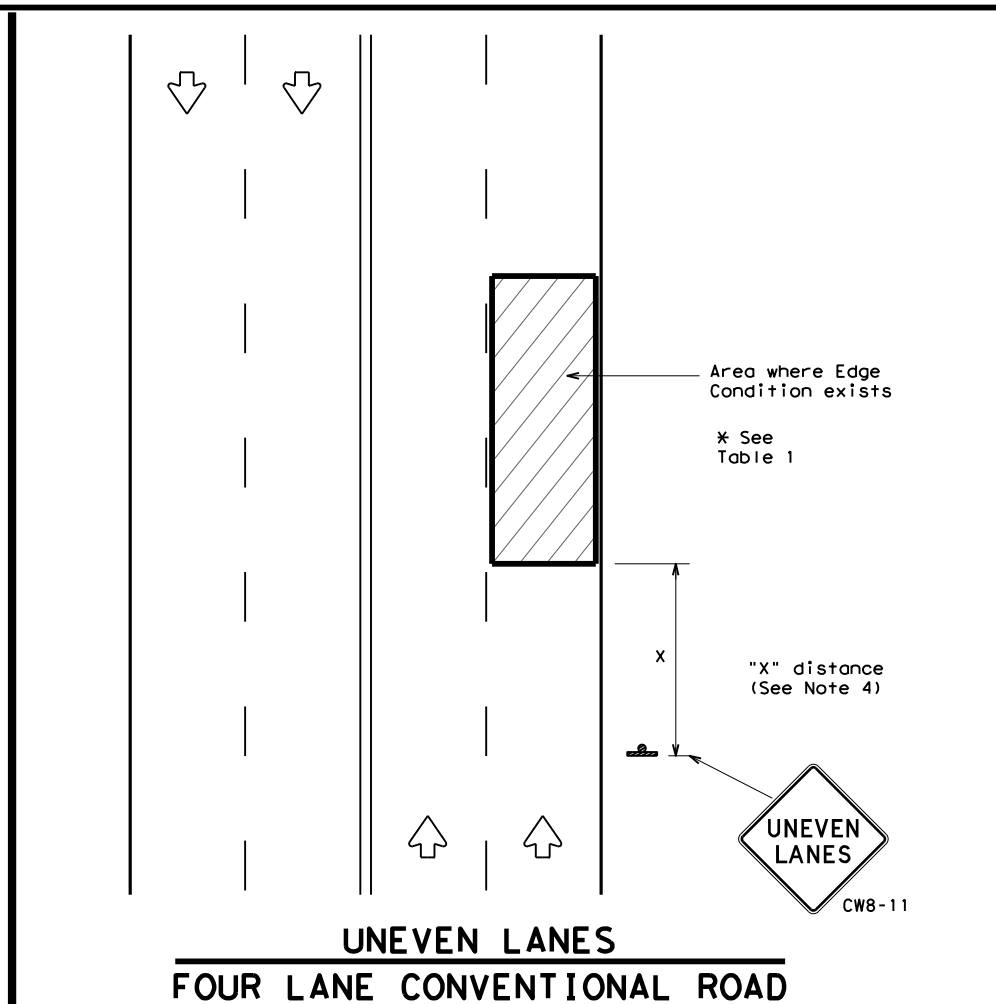 Area where Edge
Condition exists
* See
Table 1
X
"X" distance
(See Note 4)
UNEVEN
LANES
CW8-11
UNEVEN LANES
FOUR LANE CONVENTIONAL ROAD